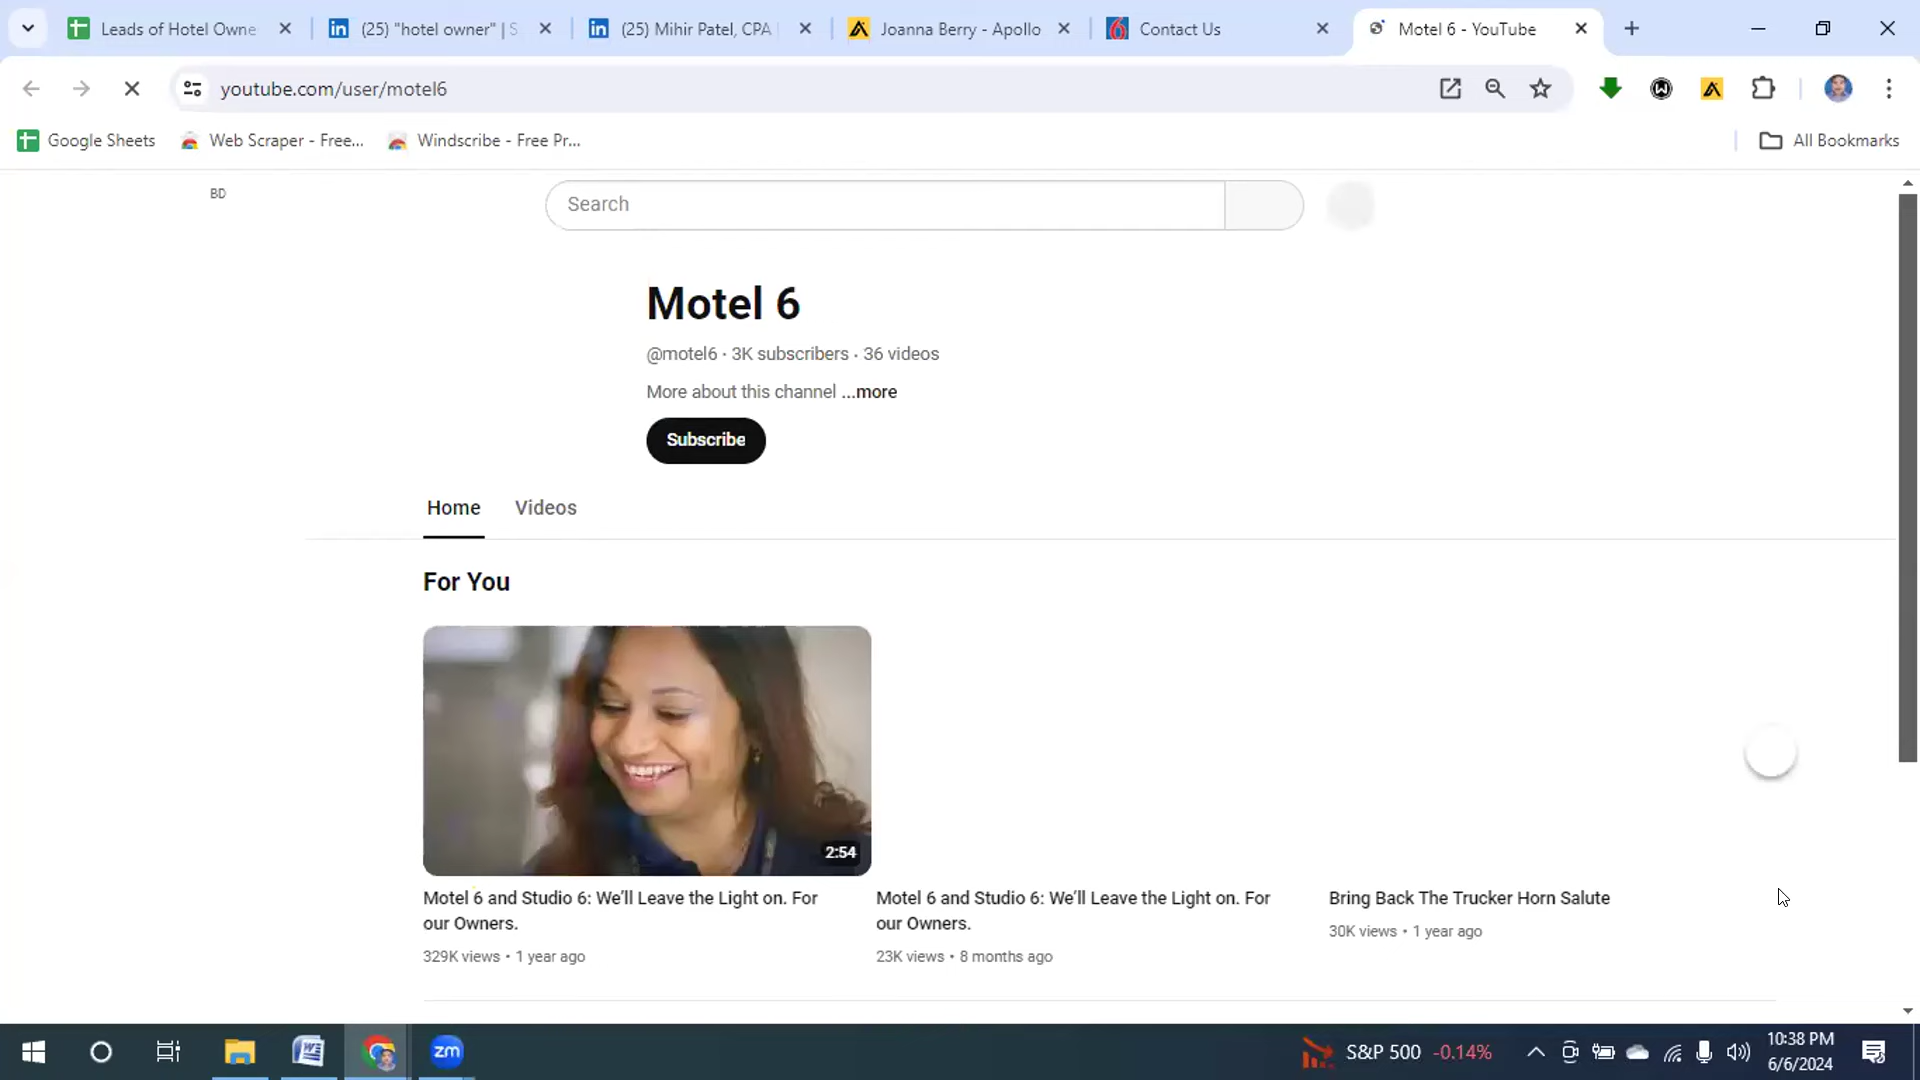 Leads of Hotel Owne
(25) "hotel owner" | S
(25) Mihir Patel, CPA
Joanna Berry - Apollo
Contact Us
Motel 6 - YouTube
youtube.com/user/motel6
Google Sheets
Web Scraper - Free...
Windscribe - Free Pr...
All Bookmarks
BD
Search
Motel 6
@motel6 · 3K subscribers · 36 videos
More about this channel ...more
Subscribe
Home
Videos
For You
2:54
Motel 6 and Studio 6: We'll Leave the Light on. For
our Owners.
329K views • 1 year ago
Motel 6 and Studio 6: We'll Leave the Light on. For
our Owners.
23K views • 8 months ago
Bring Back The Trucker Horn Salute
30K views • 1 year ago
zm
S&P 500 -0.14%
10:38 PM
6/6/2024